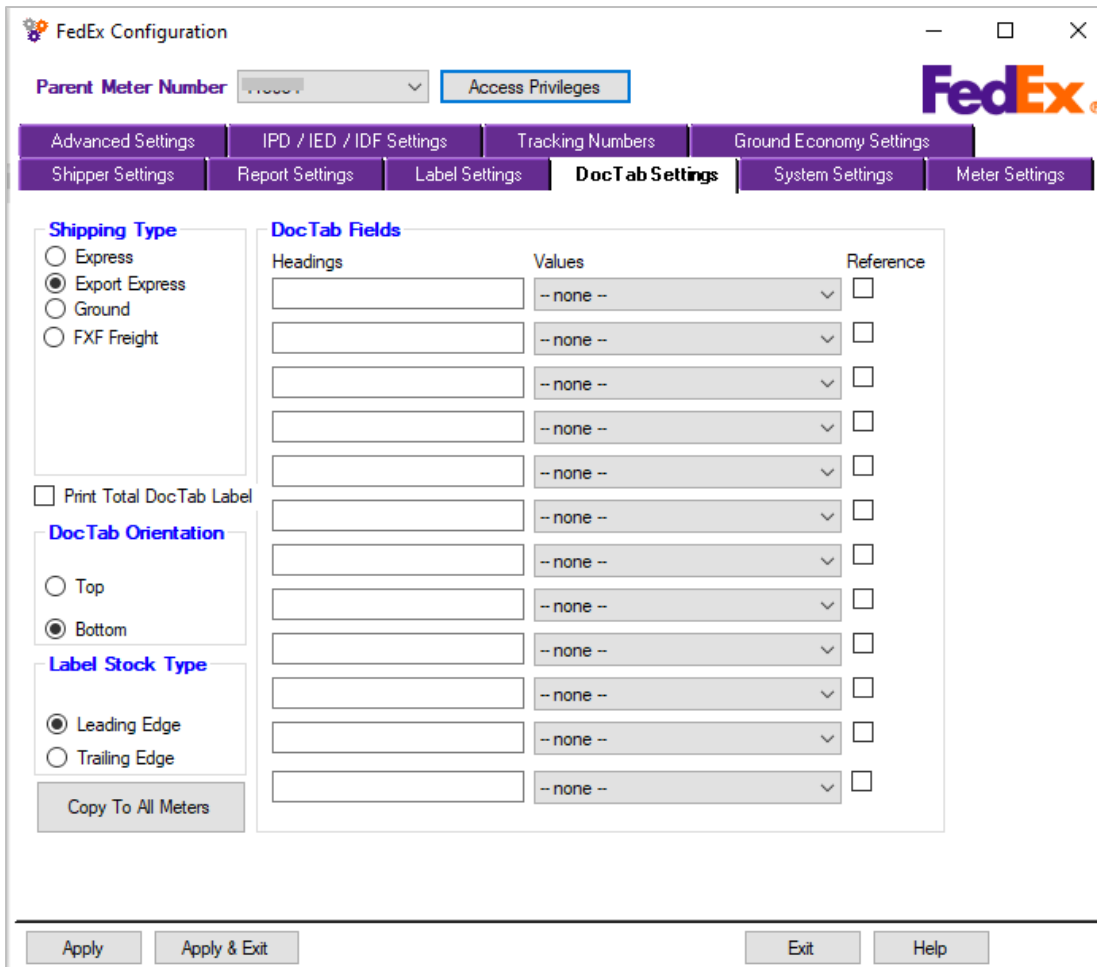 FedEx Configuration
Parent Meter Number Access Privileges
FedEx
Advanced Settings IPD / IED / IDF Settings Tracking Numbers Ground Economy Settings
Shipper Settings Report Settings Label Settings DocTab Settings System Settings Meter Settings
Shipping Type
Express
Export Express
Ground
FXF Freight
Print Total DocTab Label
DocTab Orientation
Top
Bottom
Label Stock Type
Leading Edge
Trailing Edge
Copy To All Meters
DocTab Fields
Headings Values Reference
-- none --
-- none --
-- none --
-- none --
-- none --
-- none --
-- none --
-- none --
-- none --
-- none --
-- none --
-- none --
Apply Apply & Exit Exit Help